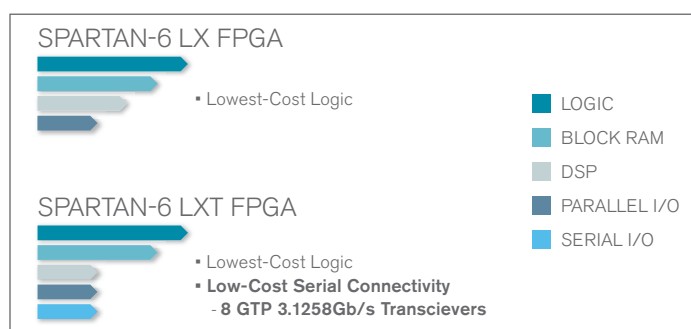 SPARTAN-6 LX FPGA
▪ Lowest-Cost Logic
SPARTAN-6 LXT FPGA
▪ Lowest-Cost Logic
▪ Low-Cost Serial Connectivity
- 8 GTP 3.1258Gb/s Transcievers
LOGIC
BLOCK RAM
DSP
PARALLEL I/O
SERIAL I/O